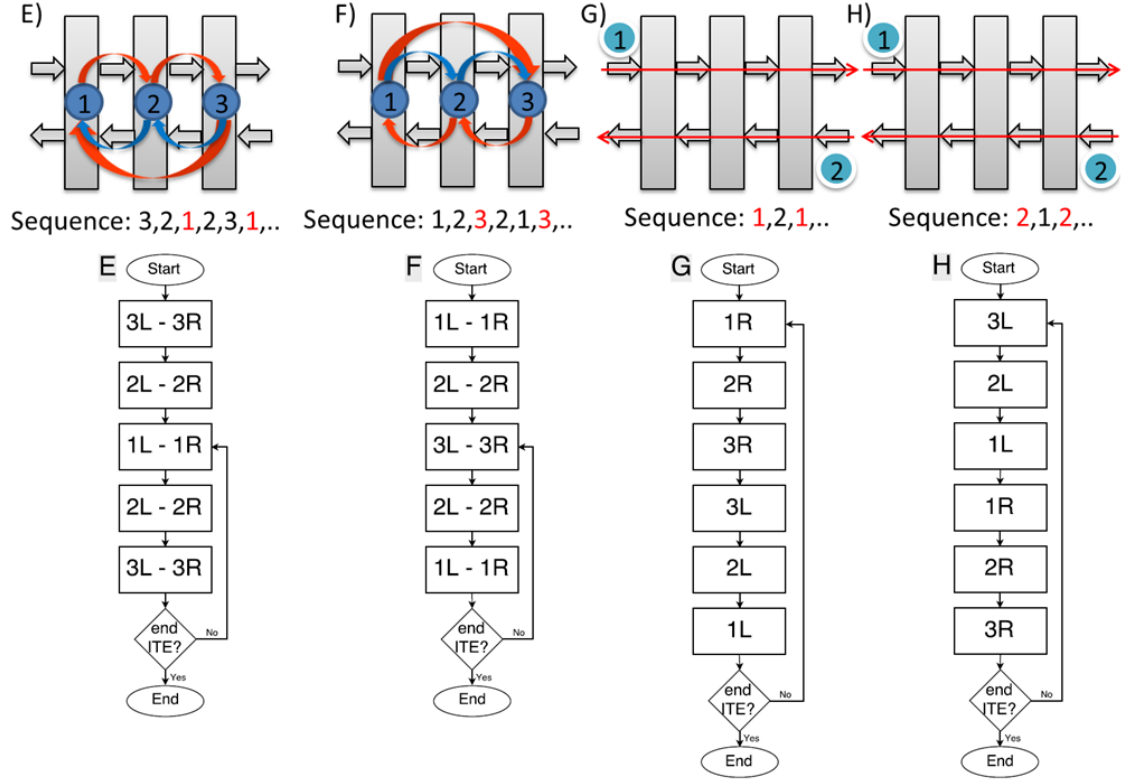 E)
1 2 3
Sequence: 3,2,1,2,3,1,..
F)
1 2 3
Sequence: 1,2,3,2,1,3,..
G)
1
2
Sequence: 1,2,1,..
H)
1
2
Sequence: 2,1,2,..
E
Start
3L - 3R
2L - 2R
1L - 1R
2L - 2R
3L - 3R
end
ITE?
No
Yes
End
F
Start
1L - 1R
2L - 2R
3L - 3R
2L - 2R
1L - 1R
end
ITE?
No
Yes
End
G
Start
1R
2R
3R
3L
2L
1L
end
ITE?
No
Yes
End
H
Start
3L
2L
1L
1R
2R
3R
end
ITE?
No
Yes
End